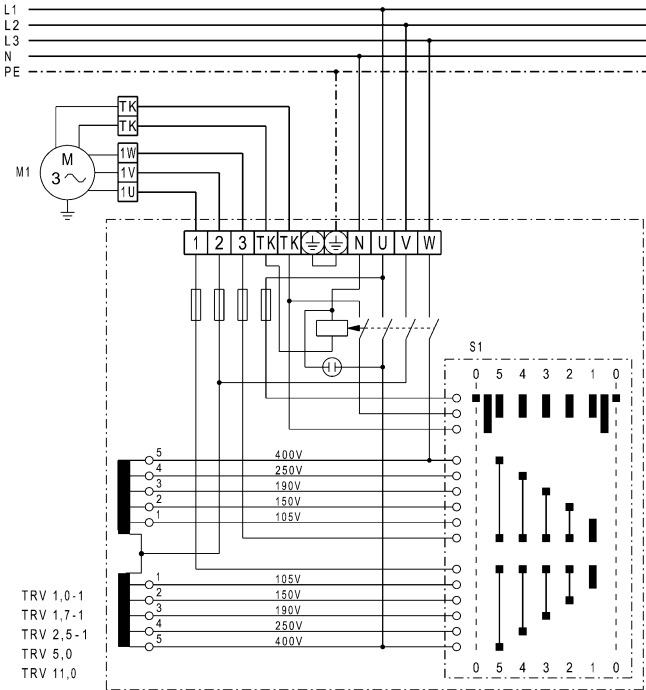 L1
L2
L3
N
PE
TK
TK
1W
M1
M
3
1V
1U
1 2 3 TK TK N U V W
S1
0 5 4 3 2 1 0
5 400V
4 250V
3 190V
2 150V
1 105V
1 105V
2 150V
3 190V
4 250V
5 400V
TRV 1,0-1
TRV 1,7-1
TRV 2,5-1
TRV 5,0
TRV 11,0
0 5 4 3 2 1 0